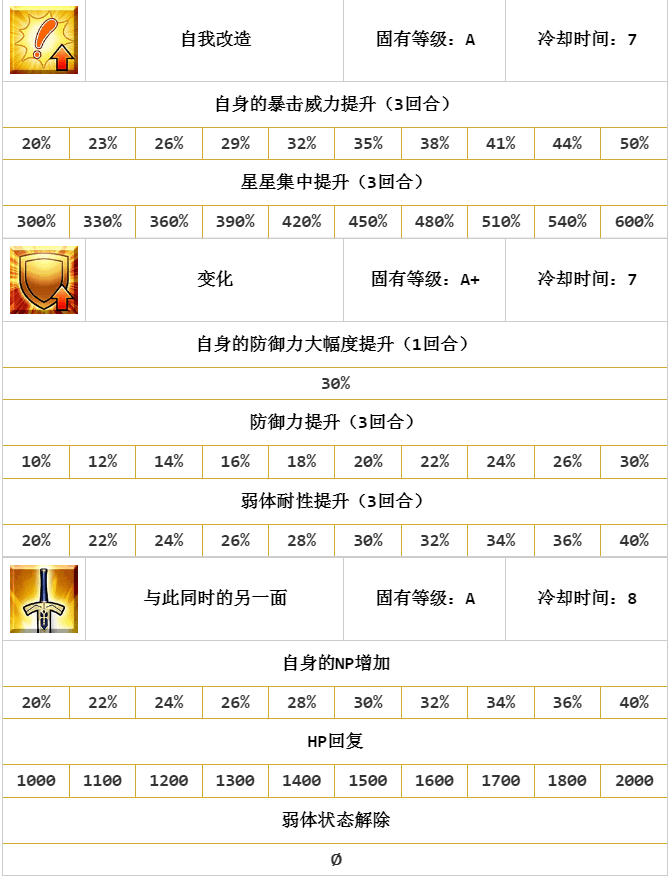 自我改造 固有等级：A 冷却时间：7
自身的暴击威力提升（3回合）
20% 23% 26% 29% 32% 35% 38% 41% 44% 50%
星星集中提升（3回合）
300% 330% 360% 390% 420% 450% 480% 510% 540% 600%
变化 固有等级：A+ 冷却时间：7
自身的防御力大幅度提升（1回合）
30%
防御力提升（3回合）
10% 12% 14% 16% 18% 20% 22% 24% 26% 30%
弱体耐性提升（3回合）
20% 22% 24% 26% 28% 30% 32% 34% 36% 40%
与此同时的另一面 固有等级：A 冷却时间：8
自身的NP增加
20% 22% 24% 26% 28% 30% 32% 34% 36% 40%
HP回复
1000 1100 1200 1300 1400 1500 1600 1700 1800 2000
弱体状态解除
Ø